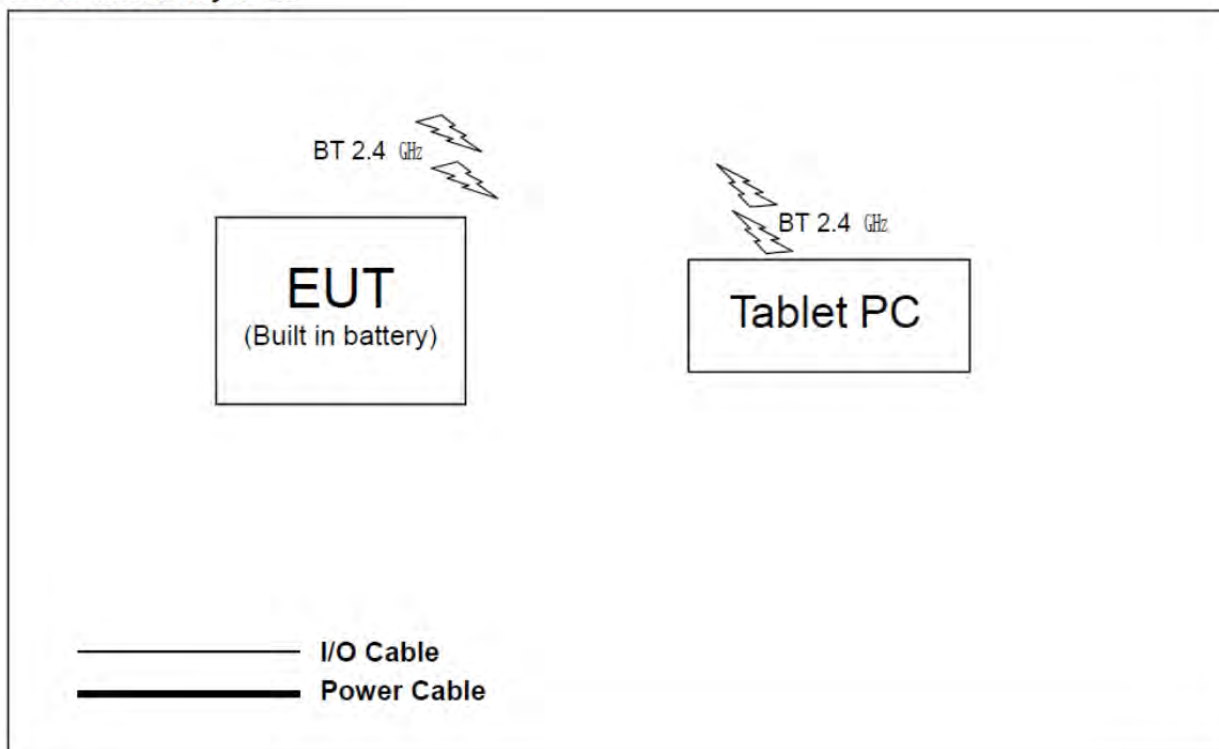 BT 2.4 GHz
BT 2.4 GHz
EUT
(Built in battery)
Tablet PC
I/O Cable
Power Cable